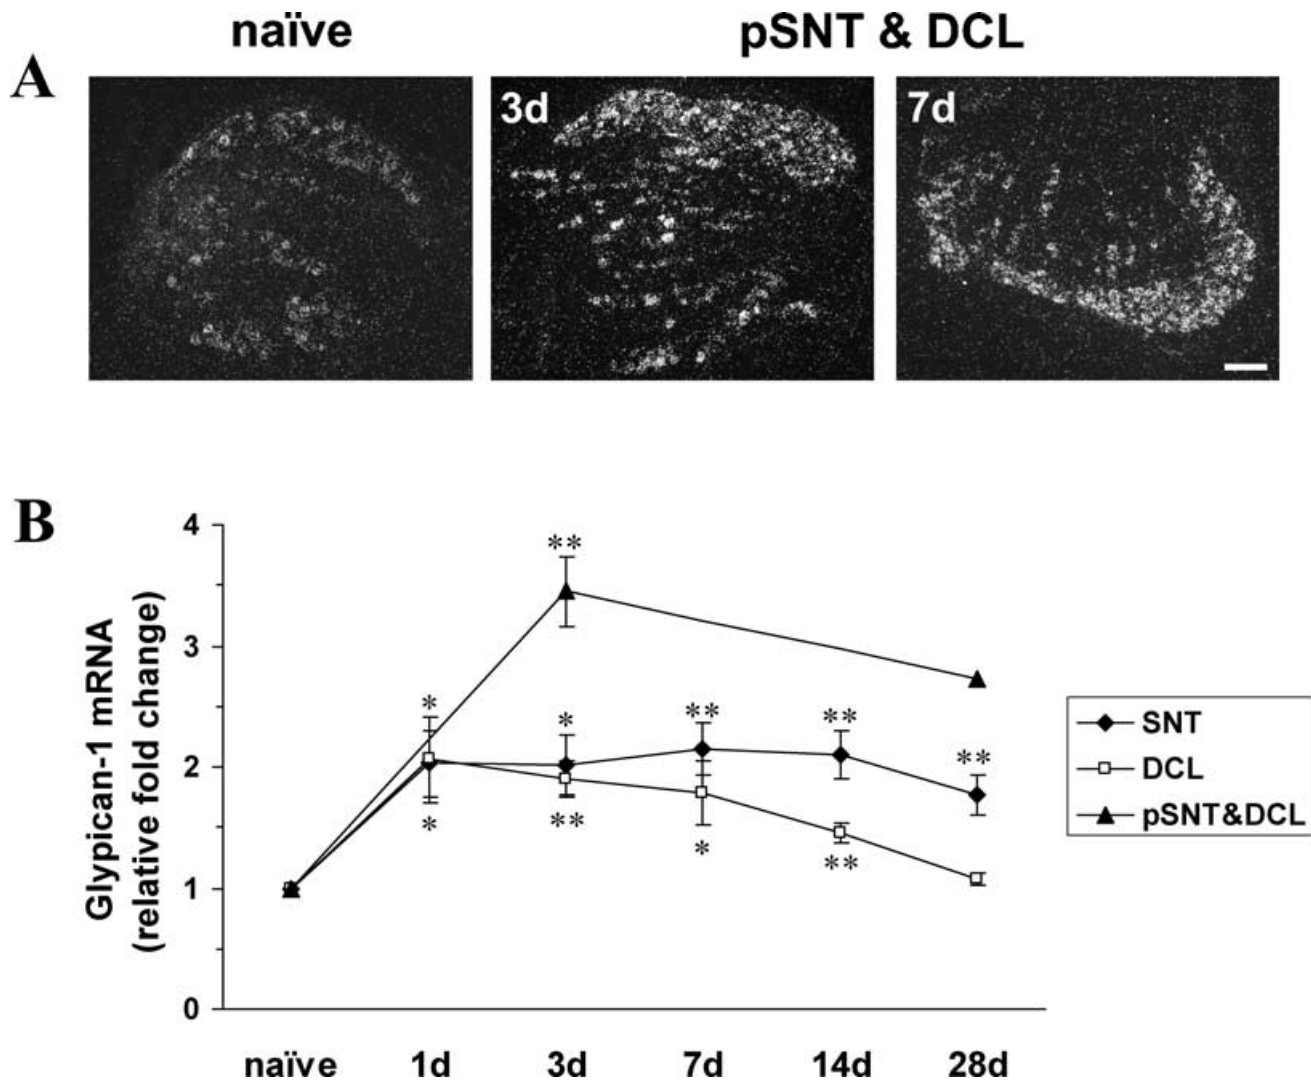 naïve
pSNT & DCL
A
3d
7d
B
Glypican-1 mRNA
(relative fold change)
4
3
2
1
0
**
*
*
**
**
**
*
**
*
**
naïve
1d
3d
7d
14d
28d
SNT
DCL
pSNT&DCL